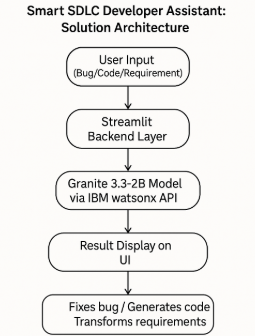 Smart SDLC Developer Assistant:
Solution Architecture
User Input
(Bug/Code/Requirement)
Streamlit
Backend Layer
Granite 3.3-2B Model
via IBM watsonx API
Result Display on
UI
Fixes bug / Generates code
Transforms requirements